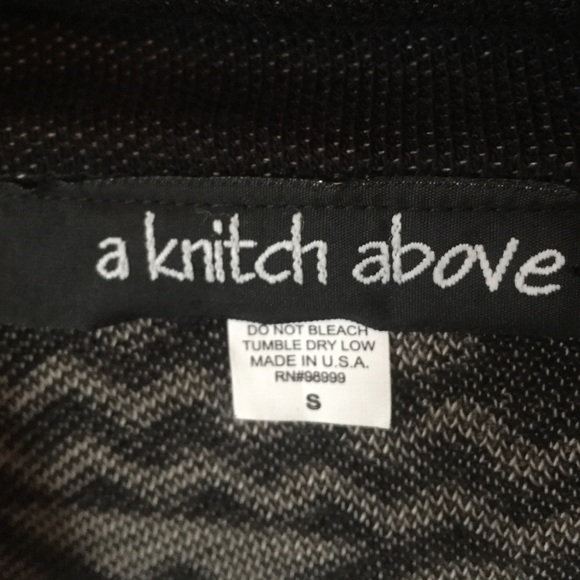 a knitch above
DO NOT BLEACH
TUMBLE DRY LOW
MADE IN U.S.A.
RN#98999
S